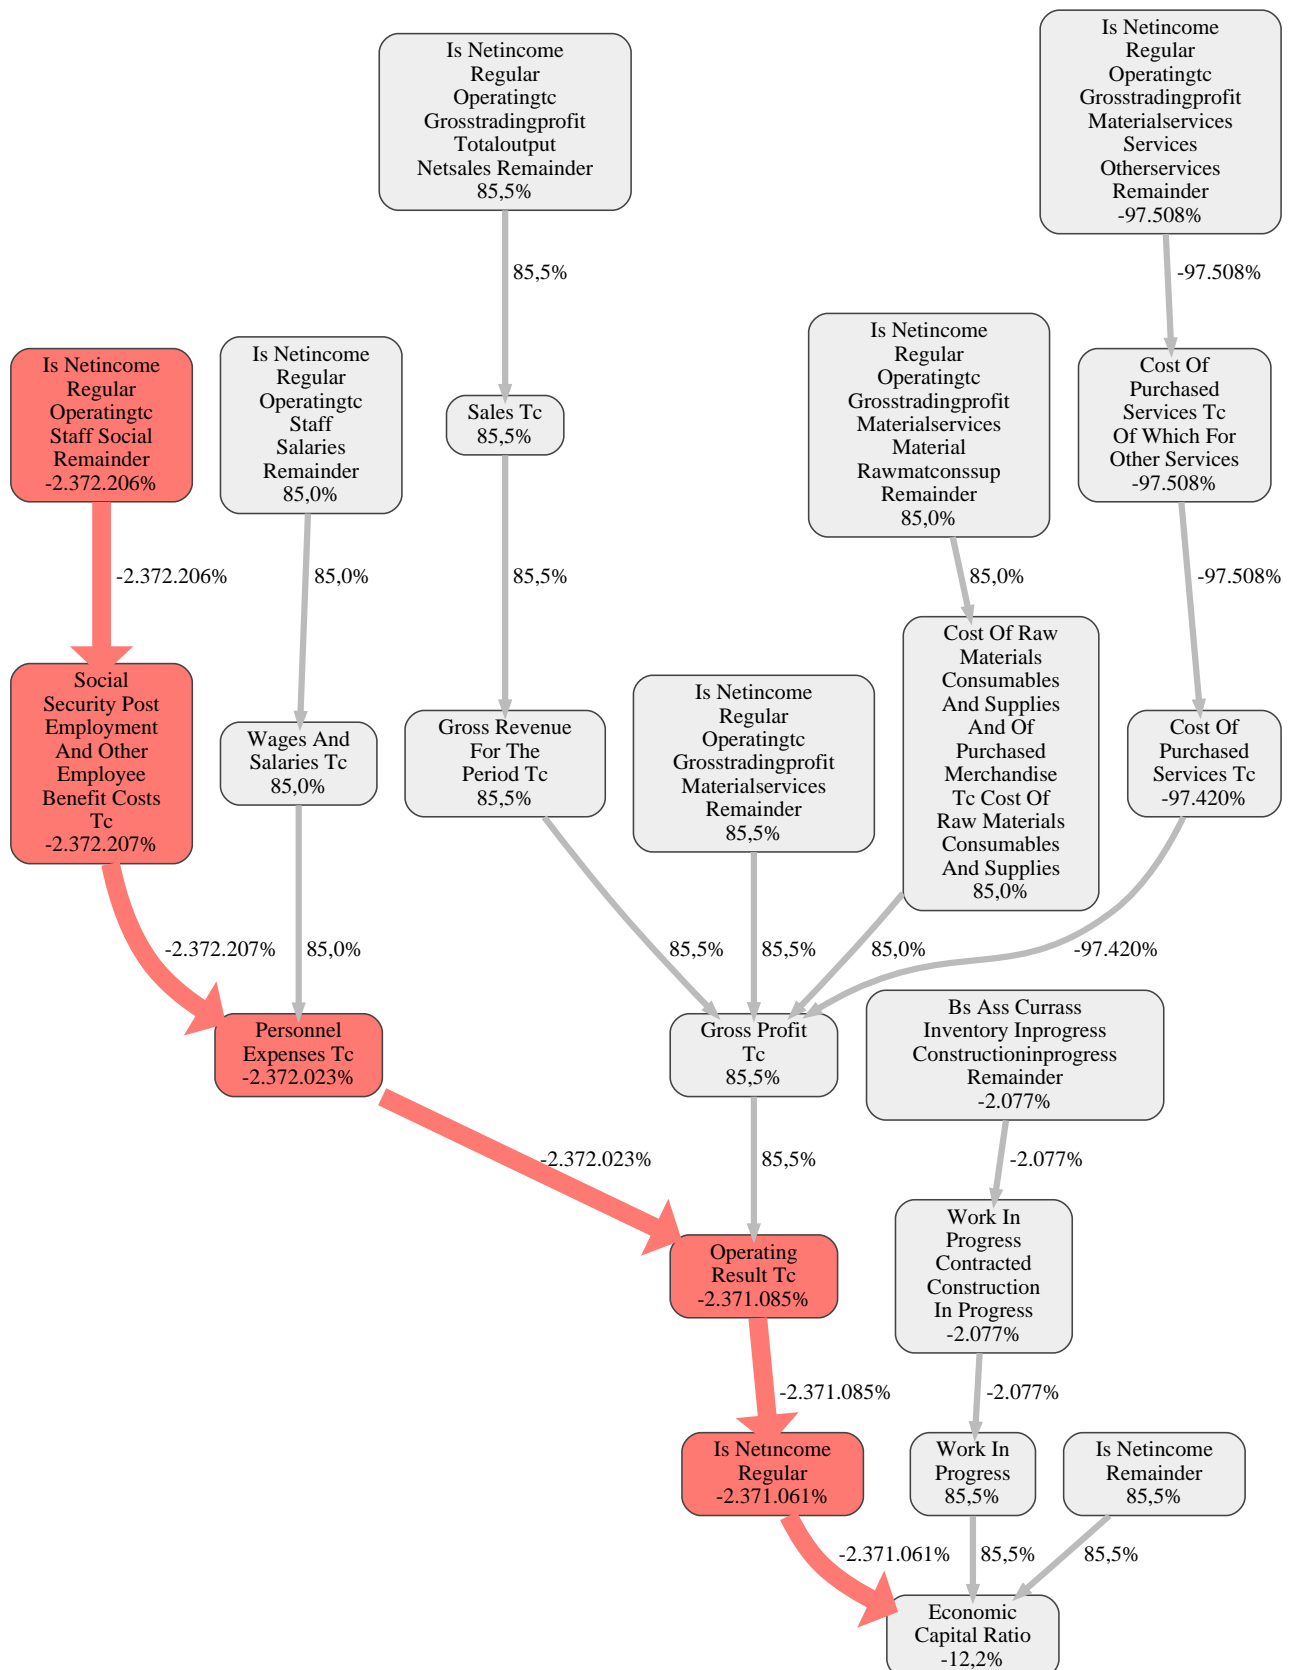 Is Netincome
Regular
Operatingtc
Grosstradingprofit
Totaloutput
Netsales Remainder
85,5%
Is Netincome
Regular
Operatingtc
Grosstradingprofit
Materialservices
Services
Otherservices
Remainder
-97.508%
85,5%
-97.508%
Is Netincome
Regular
Operatingtc
Staff Social
Remainder
-2.372.206%
Is Netincome
Regular
Operatingtc
Staff
Salaries
Remainder
85,0%
Sales Tc
85,5%
Is Netincome
Regular
Operatingtc
Grosstradingprofit
Materialservices
Material
Rawmatconssup
Remainder
85,0%
Cost Of
Purchased
Services Tc
Of Which For
Other Services
-97.508%
-2.372.206%
85,0%
85,5%
85,0%
-97.508%
Social
Security Post
Employment
And Other
Employee
Benefit Costs
Tc
-2.372.207%
Wages And
Salaries Tc
85,0%
Gross Revenue
For The
Period Tc
85,5%
Is Netincome
Regular
Operatingtc
Grosstradingprofit
Materialservices
Remainder
85,5%
Cost Of Raw
Materials
Consumables
And Supplies
And Of
Purchased
Merchandise
Tc Cost Of
Raw Materials
Consumables
And Supplies
85,0%
Cost Of
Purchased
Services Tc
-97.420%
-2.372.207%
85,0%
85,5%
85,5%
85,0%
-97.420%
Personnel
Expenses Tc
-2.372.023%
Gross Profit
Tc
85,5%
Bs Ass Currass
Inventory Inprogress
Constructioninprogress
Remainder
-2.077%
-2.372.023%
85,5%
-2.077%
Operating
Result Tc
-2.371.085%
Work In
Progress
Contracted
Construction
In Progress
-2.077%
-2.371.085%
-2.077%
Is Netincome
Regular
-2.371.061%
Work In
Progress
85,5%
Is Netincome
Remainder
85,5%
-2.371.061%
85,5%
85,5%
Economic
Capital Ratio
-12,2%